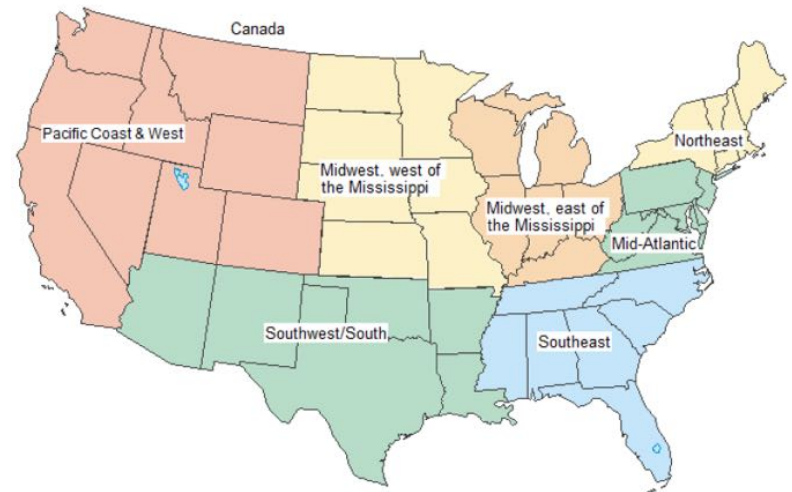 Canada
Pacific Coast & West
Northeast
Midwest, west of
the Mississippi
Midwest, east of
the Mississippi
Mid-Atlantic
Southwest/South
Southeast